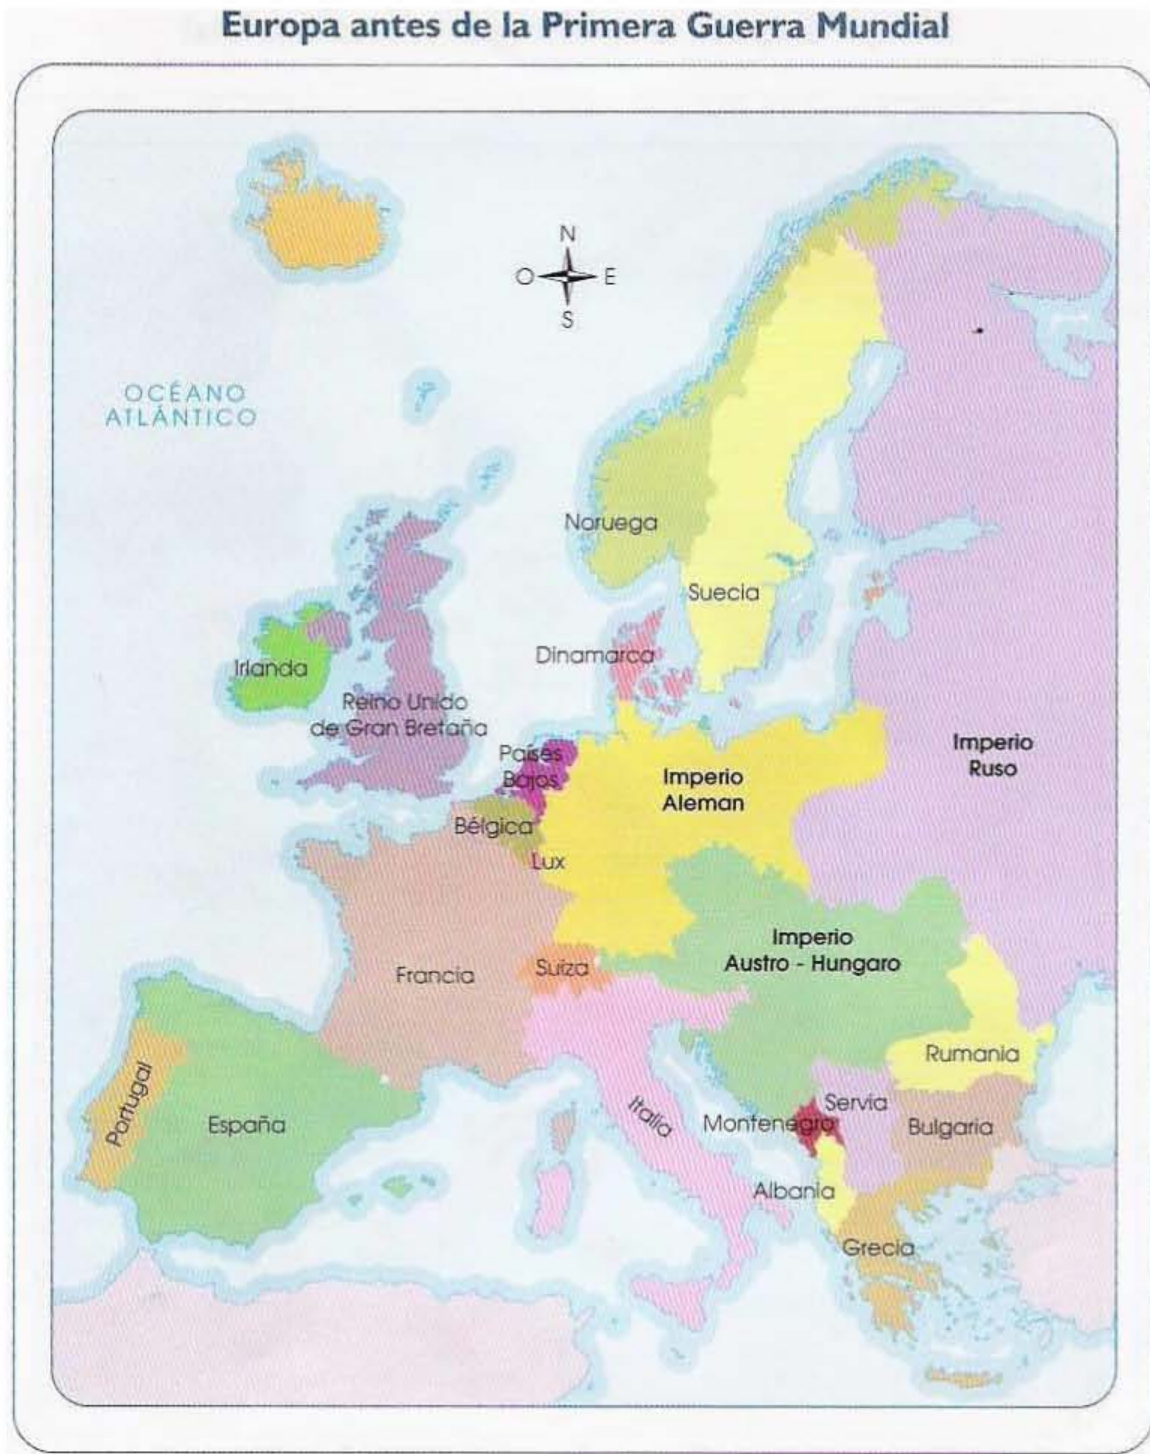 Europa antes de la Primera Guerra Mundial
N
O
E
S
OCÉANO
ATLÁNTICO
Noruega
Suecia
Dinamarca
Irlanda
Reino Unido
de Gran Bretaña
Países
Bajos
Imperio
Ruso
Imperio
Aleman
Bélgica
Lux
Imperio
Austro - Hungaro
Francia
Suiza
Rumania
Portugal
España
Italia
Servia
Montenegro
Bulgaria
Albania
Grecia